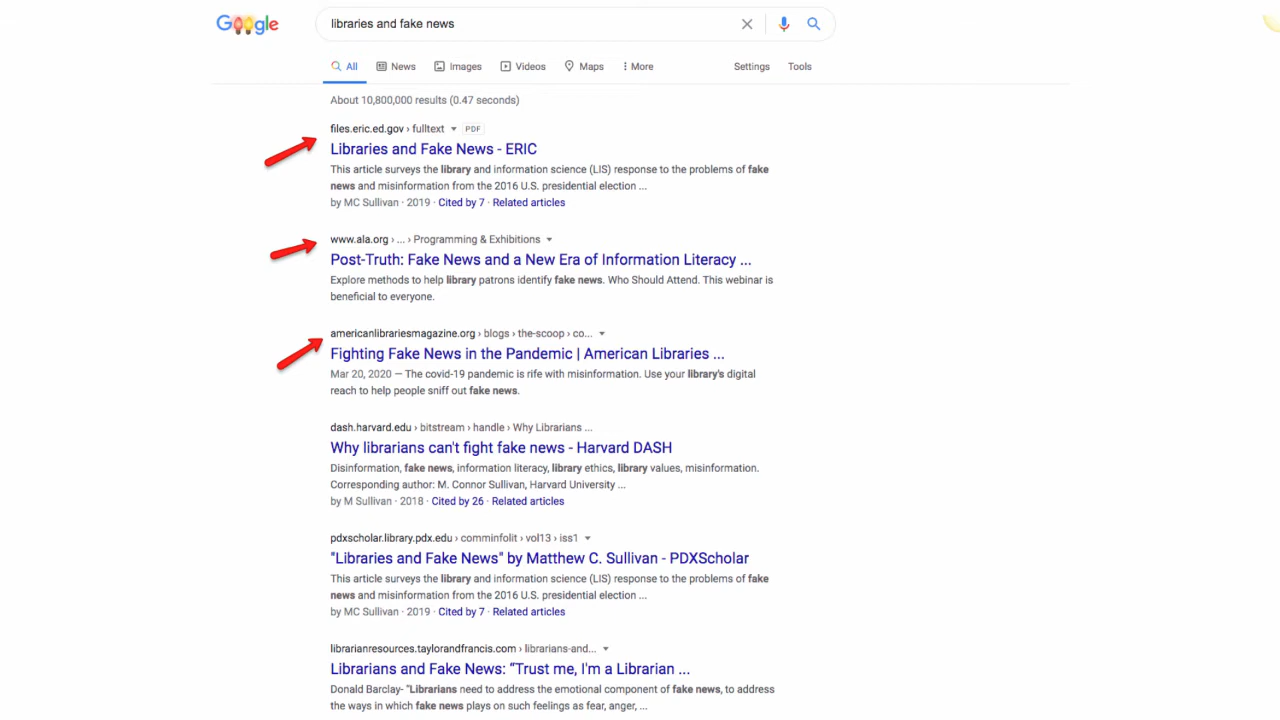 Google
libraries and fake news
All News Images Videos Maps More Settings Tools
About 10,800,000 results (0.47 seconds)
files.eric.ed.gov › fulltext PDF
Libraries and Fake News - ERIC
This article surveys the library and information science (LIS) response to the problems of fake
news and misinformation from the 2016 U.S. presidential election ...
by MC Sullivan · 2019 · Cited by 7 · Related articles
www.ala.org › ... › Programming & Exhibitions
Post-Truth: Fake News and a New Era of Information Literacy ...
Explore methods to help library patrons identify fake news. Who Should Attend. This webinar is
beneficial to everyone.
americanlibrariesmagazine.org › blogs › the-scoop › co...
Fighting Fake News in the Pandemic | American Libraries ...
Mar 20, 2020 — The covid-19 pandemic is rife with misinformation. Use your library's digital
reach to help people sniff out fake news.
dash.harvard.edu › bitstream › handle › Why Librarians ...
Why librarians can't fight fake news - Harvard DASH
Disinformation, fake news, information literacy, library ethics, library values, misinformation.
Corresponding author: M. Connor Sullivan, Harvard University ...
by M Sullivan · 2018 · Cited by 26 · Related articles
pdxscholar.library.pdx.edu › comminfolit › vol13 › iss1
"Libraries and Fake News" by Matthew C. Sullivan - PDXScholar
This article surveys the library and information science (LIS) response to the problems of fake
news and misinformation from the 2016 U.S. presidential election ...
by MC Sullivan · 2019 · Cited by 7 · Related articles
librarianresources.taylorandfrancis.com › librarians-and...
Librarians and Fake News: “Trust me, I'm a Librarian ...
Donald Barclay- "Librarians need to address the emotional component of fake news, to address
the ways in which fake news plays on such feelings as fear, anger, ...